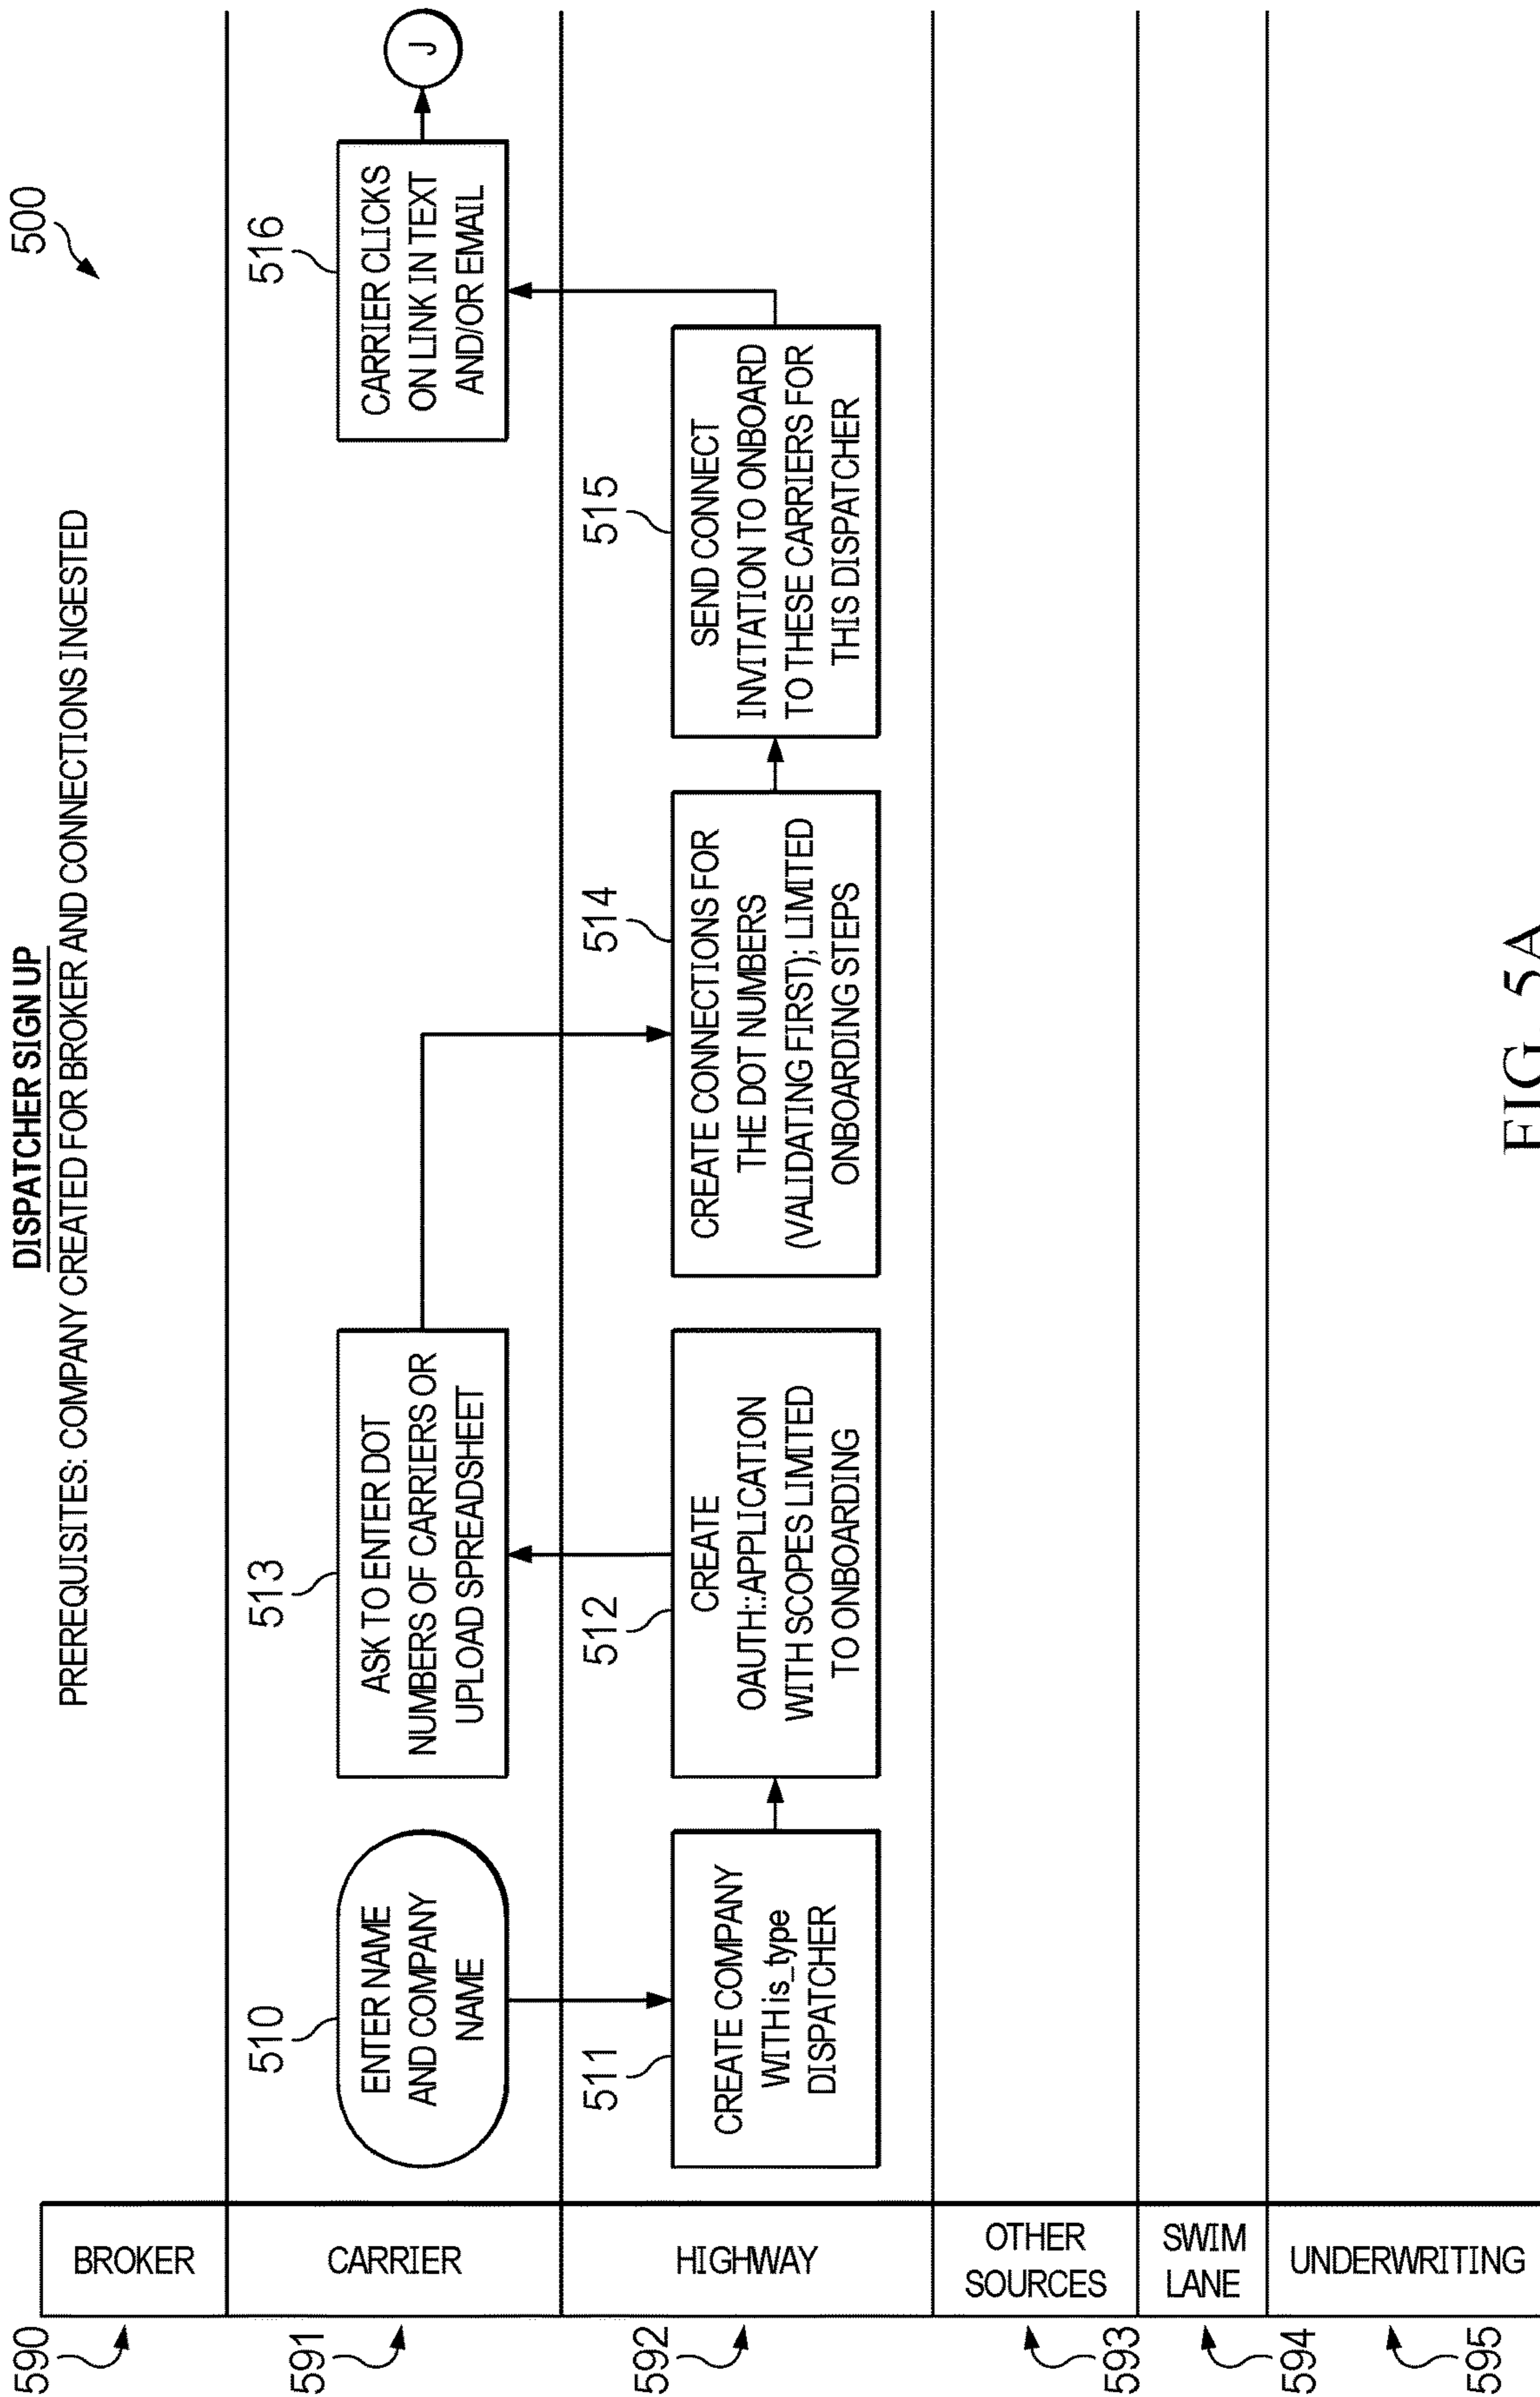 DISPATCHER SIGN UP
PREREQUISITES: COMPANY CREATED FOR BROKER AND CONNECTIONS INGESTED
500
590
BROKER
591
CARRIER
510
ENTER NAME
AND COMPANY
NAME
513
ASK TO ENTER DOT
NUMBERS OF CARRIERS OR
UPLOAD SPREADSHEET
516
CARRIER CLICKS
ON LINK IN TEXT
AND/OR EMAIL
J
592
HIGHWAY
511
CREATE COMPANY
WITH is_type
DISPATCHER
512
CREATE
OAUTH::APPLICATION
WITH SCOPES LIMITED
TO ONBOARDING
514
CREATE CONNECTIONS FOR
THE DOT NUMBERS
(VALIDATING FIRST); LIMITED
ONBOARDING STEPS
515
SEND CONNECT
INVITATION TO ONBOARD
TO THESE CARRIERS FOR
THIS DISPATCHER
593
OTHER
SOURCES
594
SWIM
LANE
595
UNDERWRITING
FIG. 5A